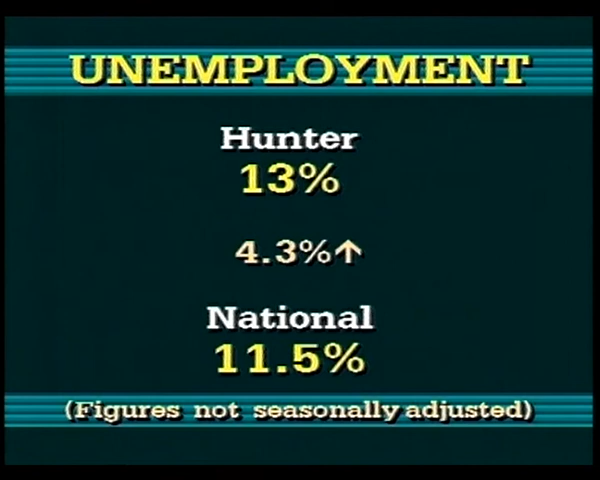 UNEMPLOYMENT
Hunter
13%
4.3%↑
National
11.5%
(Figures not seasonally adjusted)